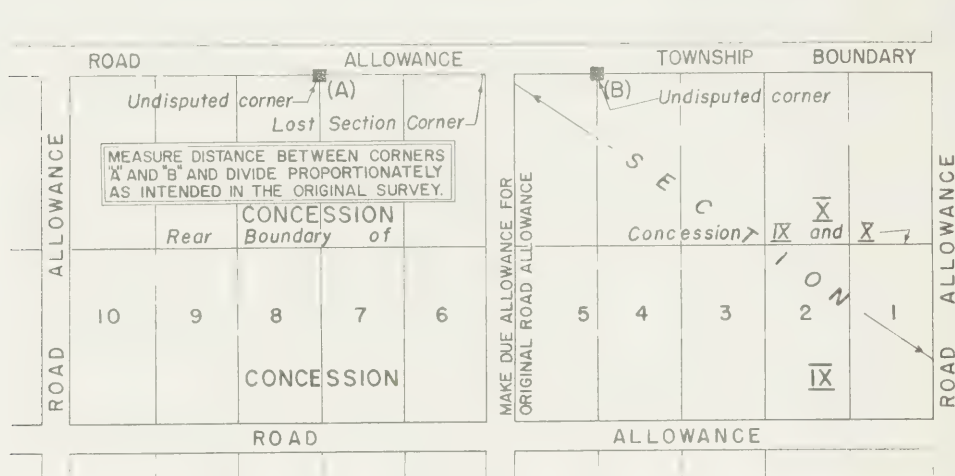 ROAD ALLOWANCE TOWNSHIP BOUNDARY
(A) (B)
Undisputed corner Undisputed corner
Lost Section Corner
MEASURE DISTANCE BETWEEN CORNERS
"A" AND "B" AND DIVIDE PROPORTIONATELY
AS INTENDED IN THE ORIGINAL SURVEY.
ROAD ALLOWANCE
MAKE DUE ALLOWANCE FOR
ORIGINAL ROAD ALLOWANCE
ROAD ALLOWANCE
SECTION
CONCESSION X
Rear Boundary of Concession IX and X
10 9 8 7 6 5 4 3 2 1
CONCESSION IX
ROAD ALLOWANCE